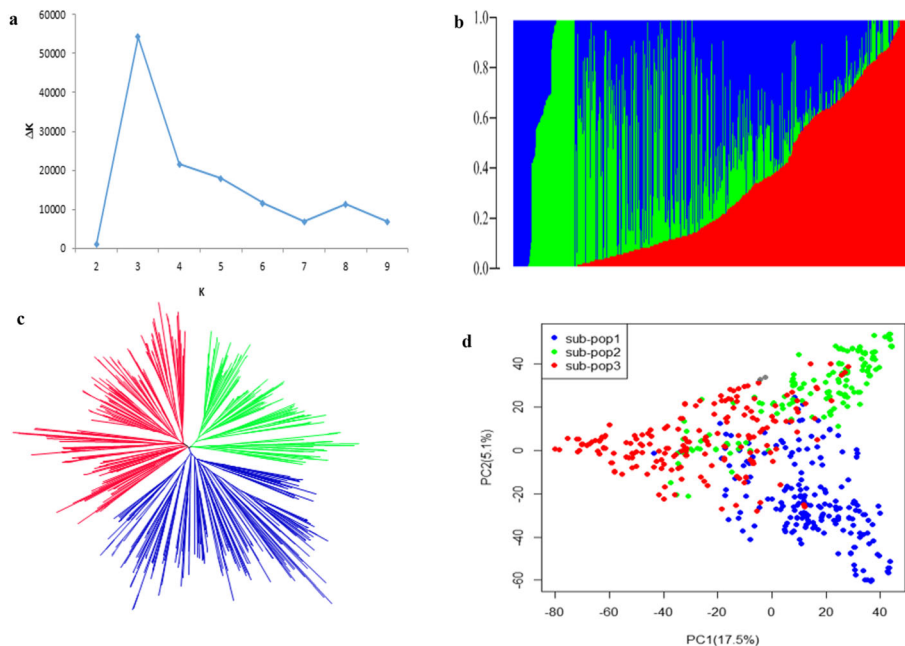 a
60000
50000
40000
30000
20000
10000
0
ΔK
2 3 4 5 6 7 8 9
K
b
1.0
0.8
0.6
0.4
0.2
0.0
c
d
sub-pop1
sub-pop2
sub-pop3
40
20
0
-20
-40
-60
PC2(5.1%)
-80 -60 -40 -20 0 20 40
PC1(17.5%)